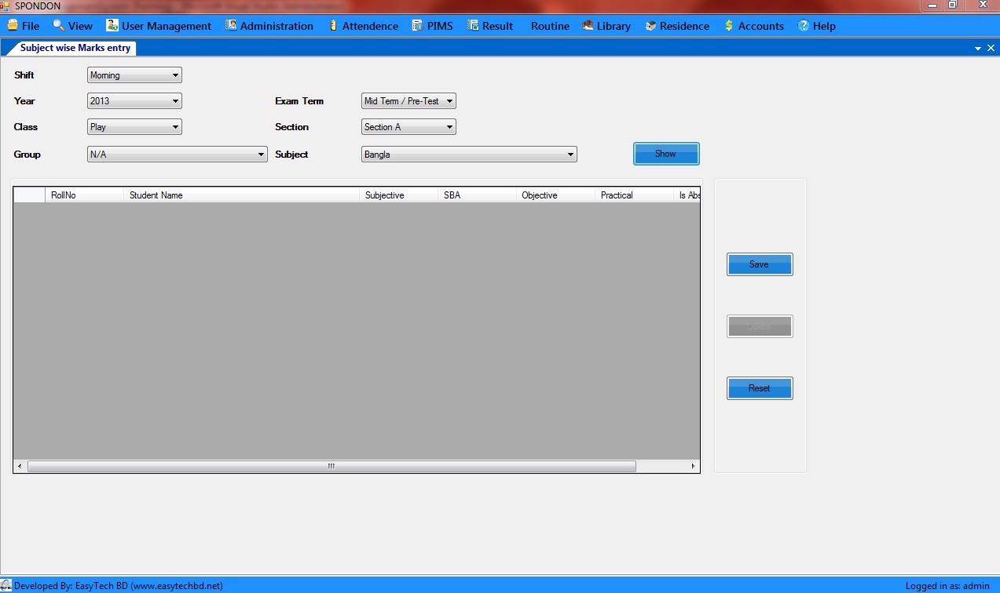 SPONDON
File View User Management Administration Attendence PIMS Result Routine Library Residence Accounts Help
Subject wise Marks entry
Shift Morning
Year 2013 Exam Term Mid Term / Pre-Test
Class Play Section Section A
Group N/A Subject Bangla Show
RollNo Student Name Subjective SBA Objective Practical Is Abs
Save
Reset
Developed By: EasyTech BD (www.easytechbd.net) Logged in as: admin